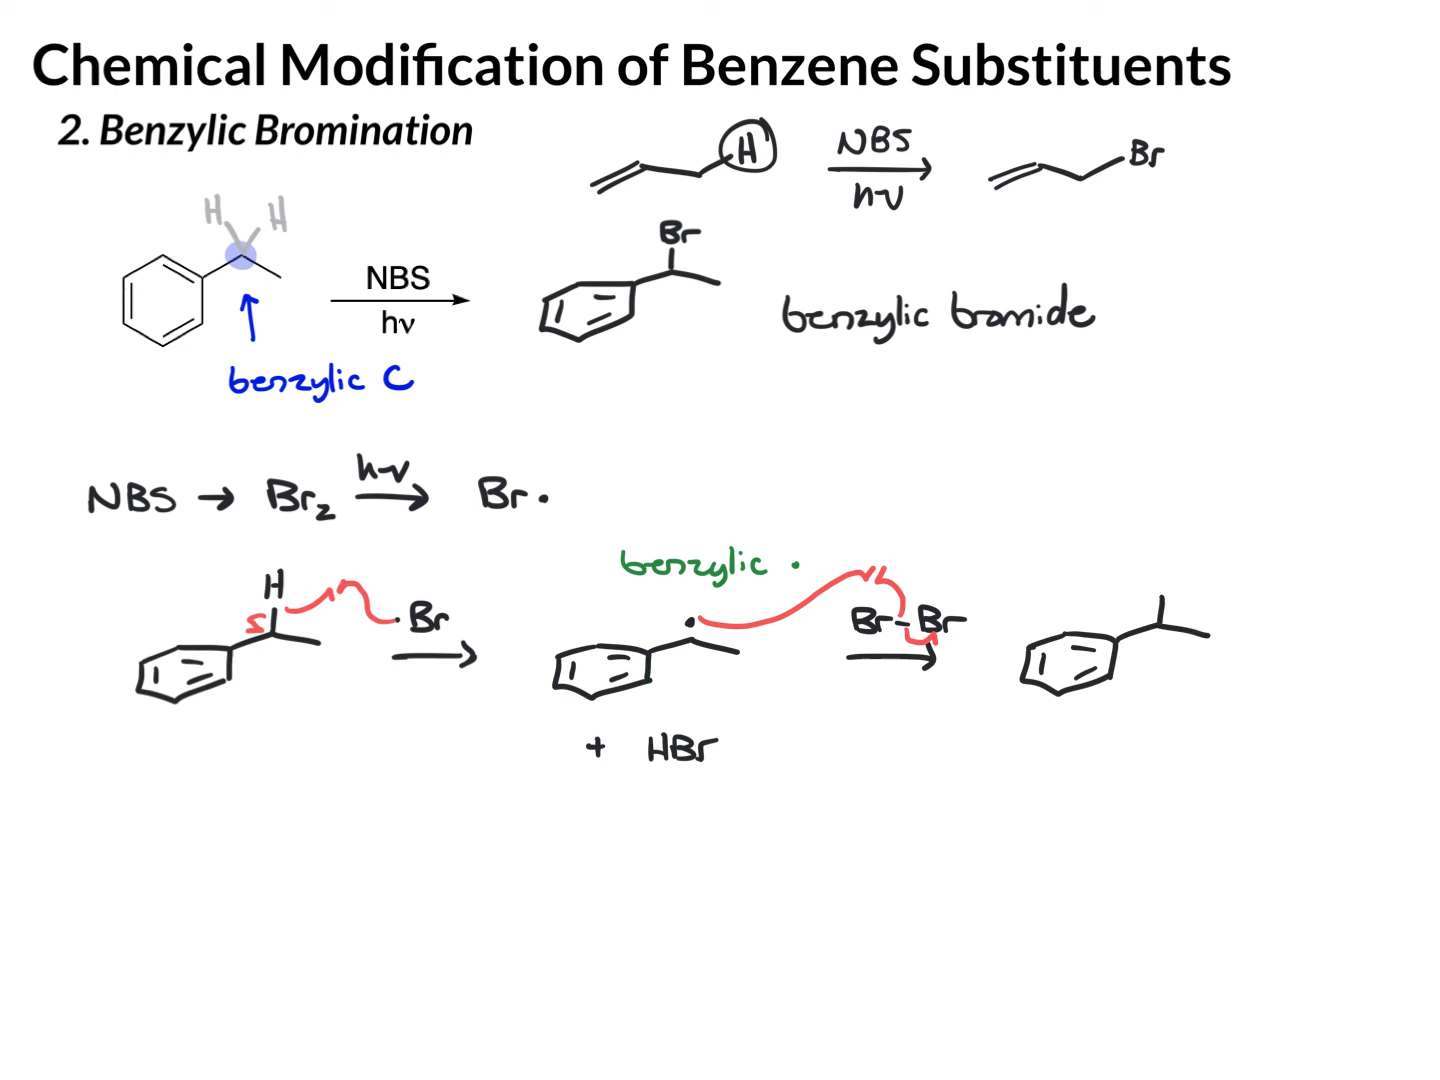 Chemical Modification of Benzene Substituents
2. Benzylic Bromination
H
NBS
hν
Br
H H
NBS
hν
Br
benzylic bromide
benzylic C
NBS → Br2 hν → Br·
benzylic ·
H
·Br
Br-Br
+ HBr